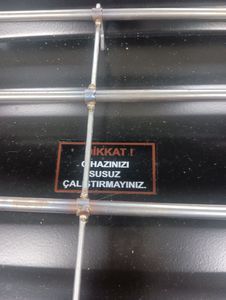 DİKKAT !
CİHAZINIZI
SUSUZ
ÇALIŞTIRMAYINIZ.